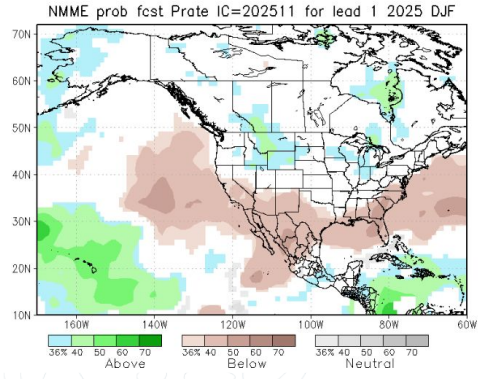 NMME prob fcst Prate IC=202511 for lead 1 2025 DJF
70N
60N
50N
40N
30N
20N
10N
160W 140W 120W 100W 80W 60W
36% 40 50 60 70 36% 40 50 60 70 36% 40 50 60 70
Above Below Neutral